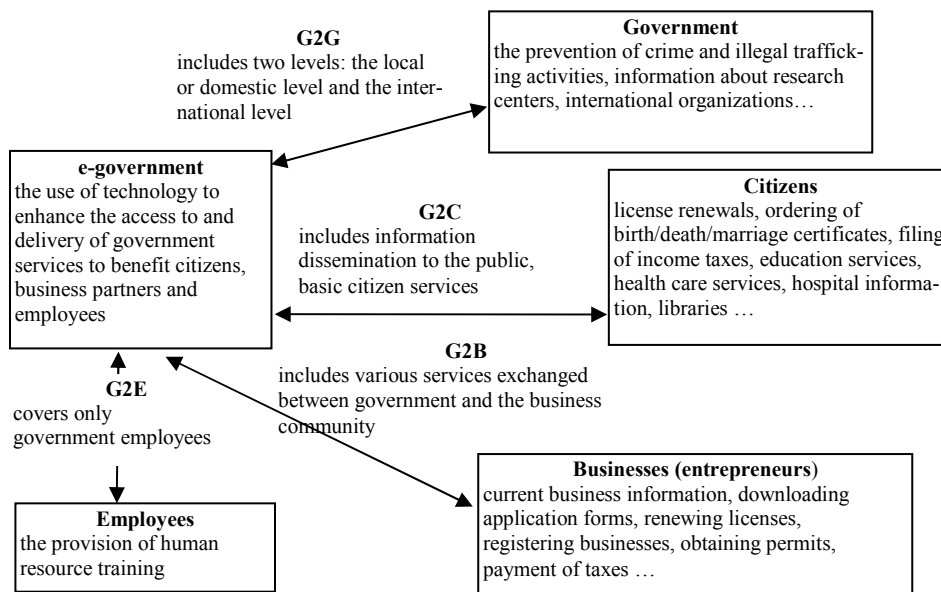 G2G
includes two levels: the local
or domestic level and the inter-
national level
Government
the prevention of crime and illegal traffick-
ing activities, information about research
centers, international organizations…
e-government
the use of technology to
enhance the access to and
delivery of government
services to benefit citizens,
business partners and
employees
G2C
includes information
dissemination to the public,
basic citizen services
Citizens
license renewals, ordering of
birth/death/marriage certificates, filing
of income taxes, education services,
health care services, hospital informa-
tion, libraries …
G2E
covers only
government employees
G2B
includes various services exchanged
between government and the business
community
Employees
the provision of human
resource training
Businesses (entrepreneurs)
current business information, downloading
application forms, renewing licenses,
registering businesses, obtaining permits,
payment of taxes …